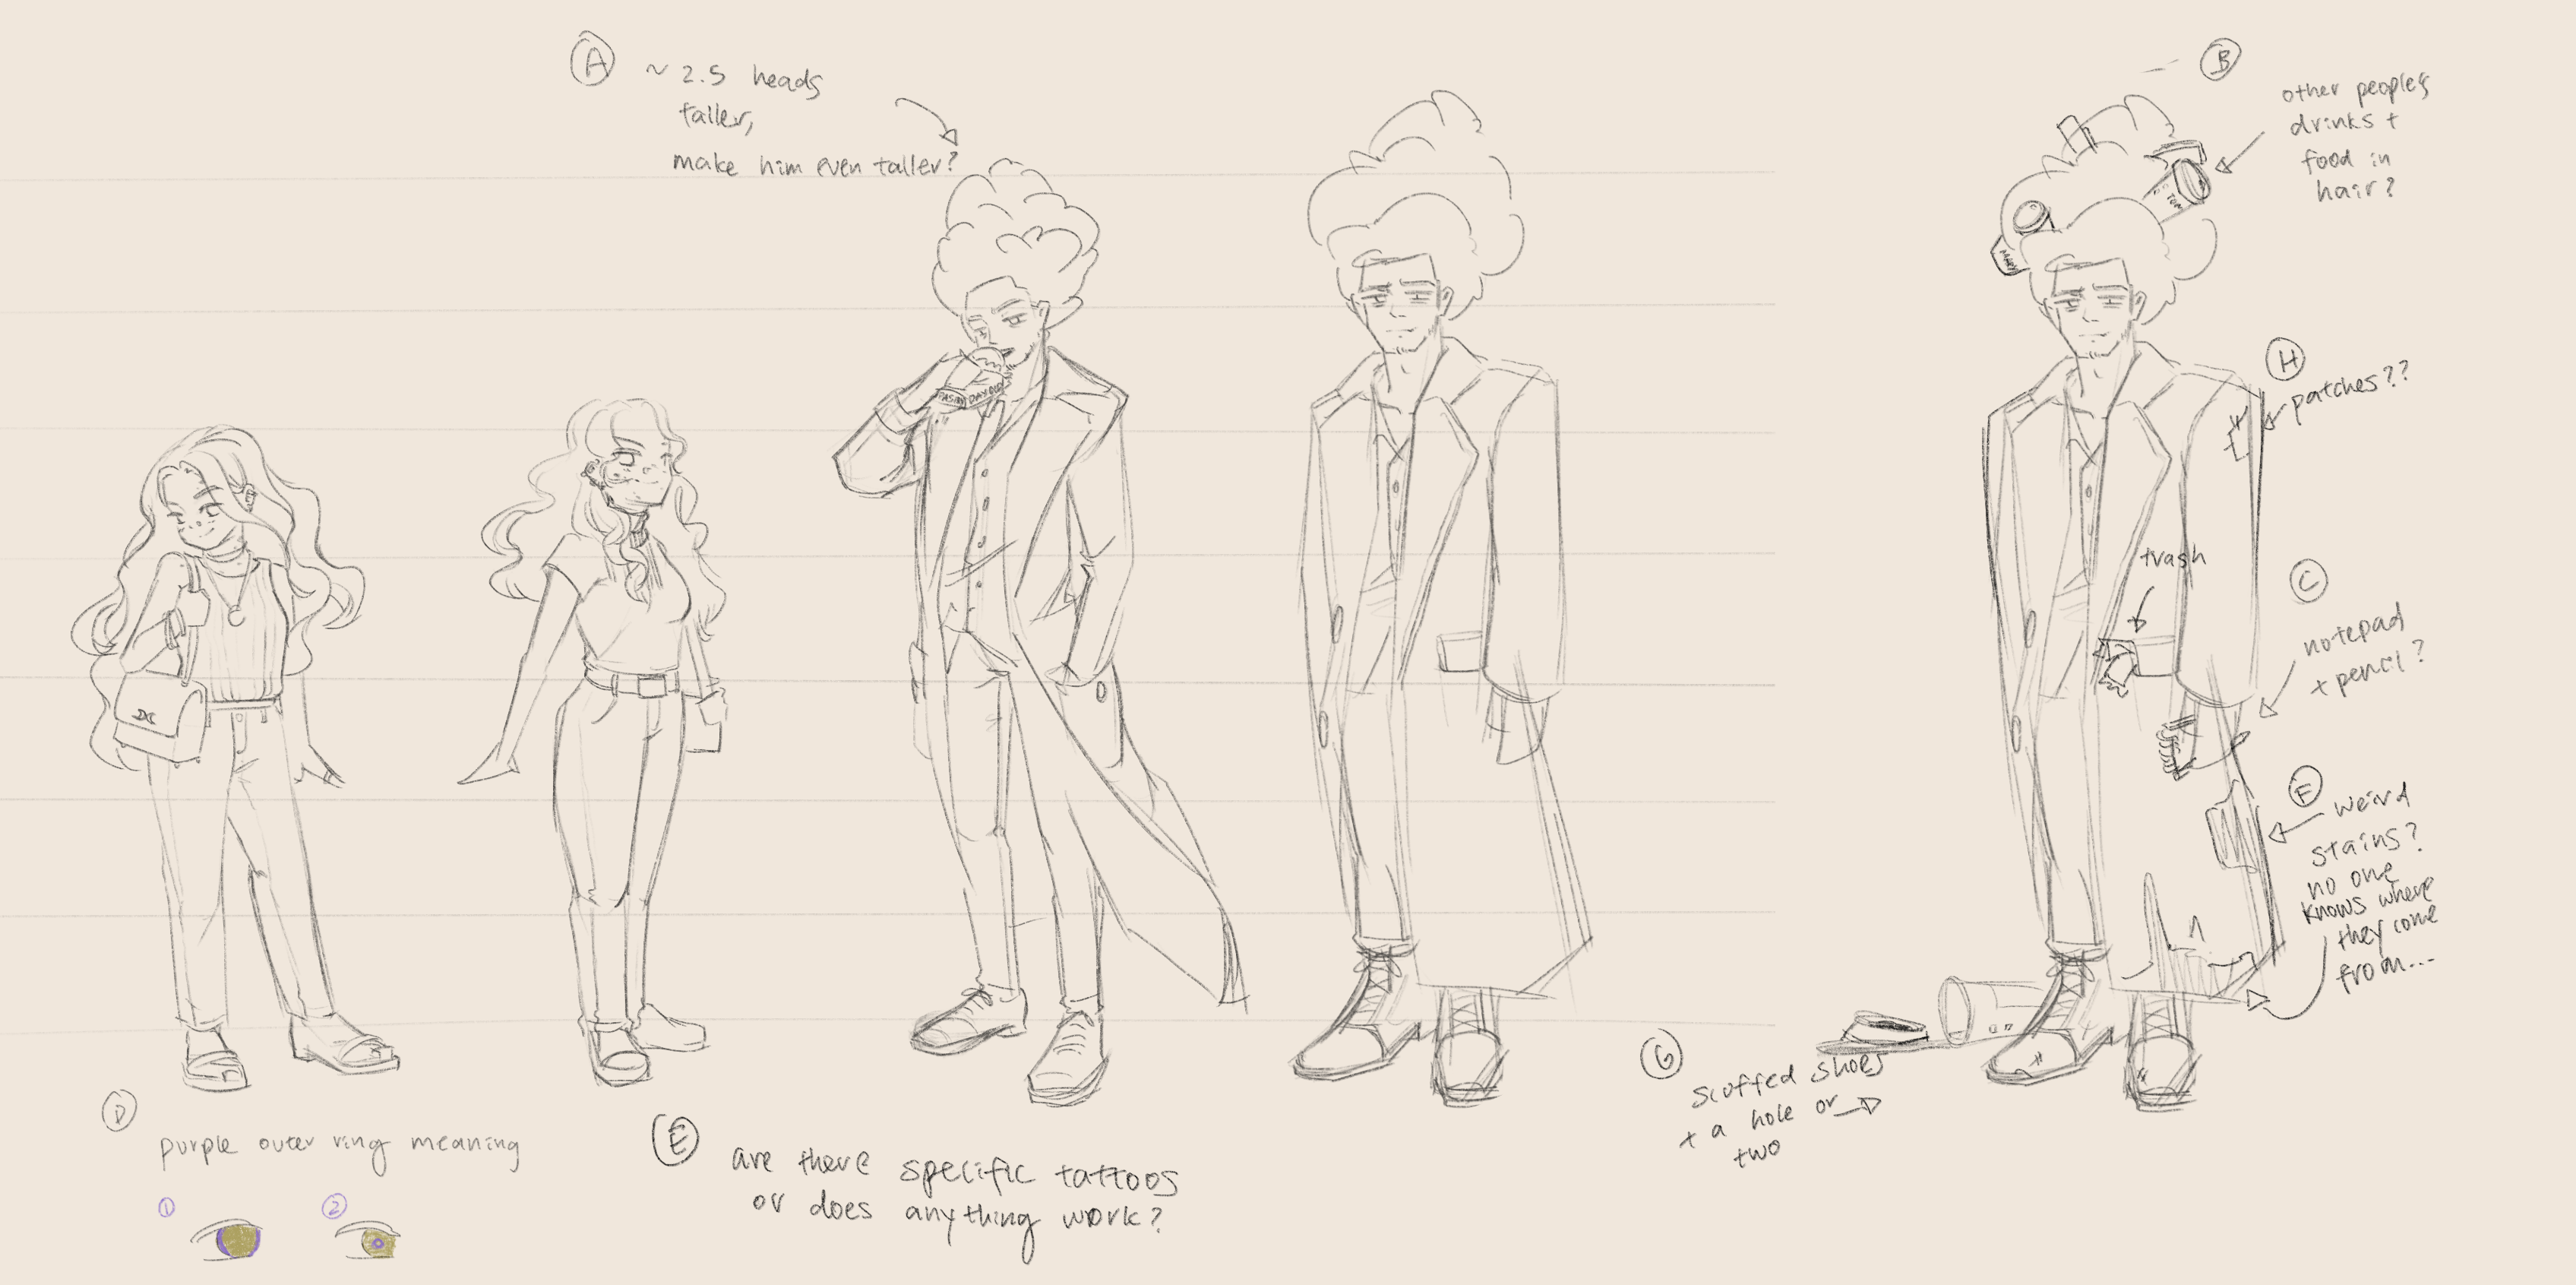 A
~ 2.5 heads
taller,
make him even taller?
B
other peoples
drinks +
food in
hair?
H
patches??
trash
C
notepad
+ pencil?
F
weird
stains?
no one
knows where
they come
from...
G
scuffed shoes
+ a hole or
two
D
purple outer ring meaning
1
2
E
are there specific tattoos
or does anything work?